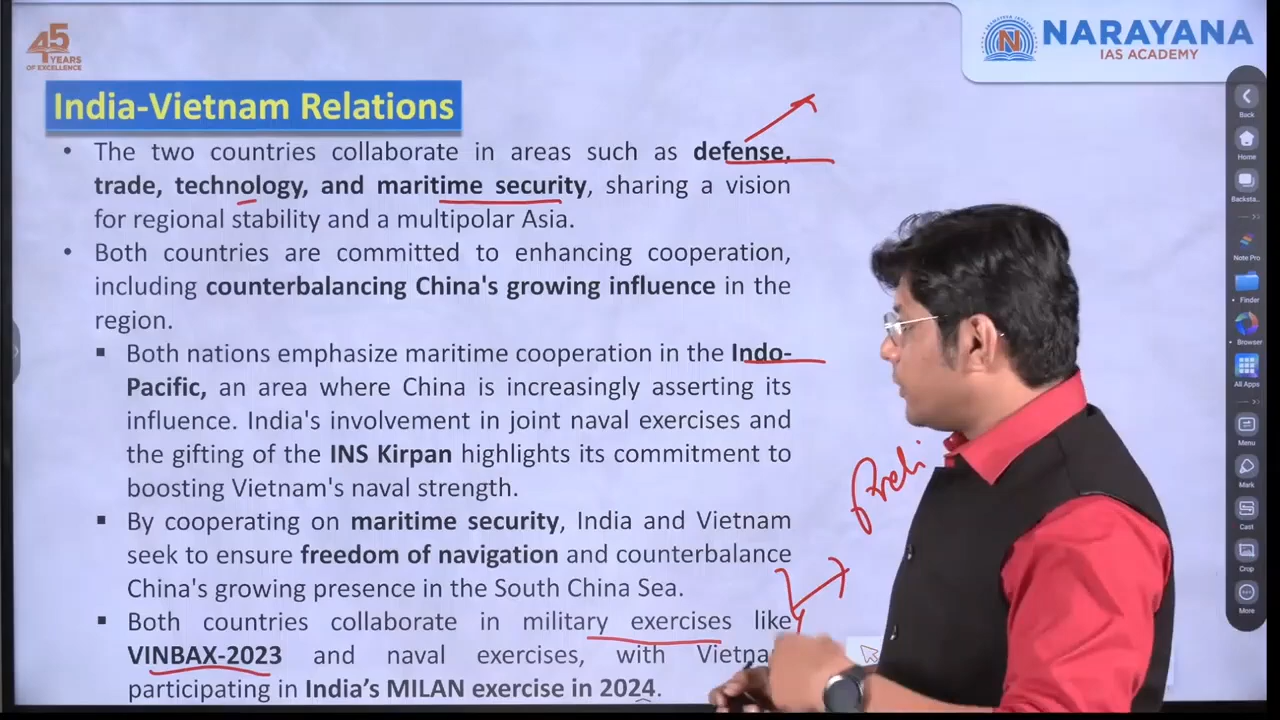 45
YEARS
OF EXCELLENCE
NARAYANA
IAS ACADEMY
India-Vietnam Relations
• The two countries collaborate in areas such as defense,
trade, technology, and maritime security, sharing a vision
for regional stability and a multipolar Asia.
• Both countries are committed to enhancing cooperation,
including counterbalancing China's growing influence in the
region.
▪ Both nations emphasize maritime cooperation in the Indo-
Pacific, an area where China is increasingly asserting its
influence. India's involvement in joint naval exercises and
the gifting of the INS Kirpan highlights its commitment to
boosting Vietnam's naval strength.
▪ By cooperating on maritime security, India and Vietnam
seek to ensure freedom of navigation and counterbalance
China's growing presence in the South China Sea.
▪ Both countries collaborate in military exercises like
VINBAX-2023 and naval exercises, with Vietna
participating in India's MILAN exercise in 2024.
Back
Home
Backsta..
Note Pro
Finder
Browser
All Apps
Menu
Mark
Cast
Crop
More